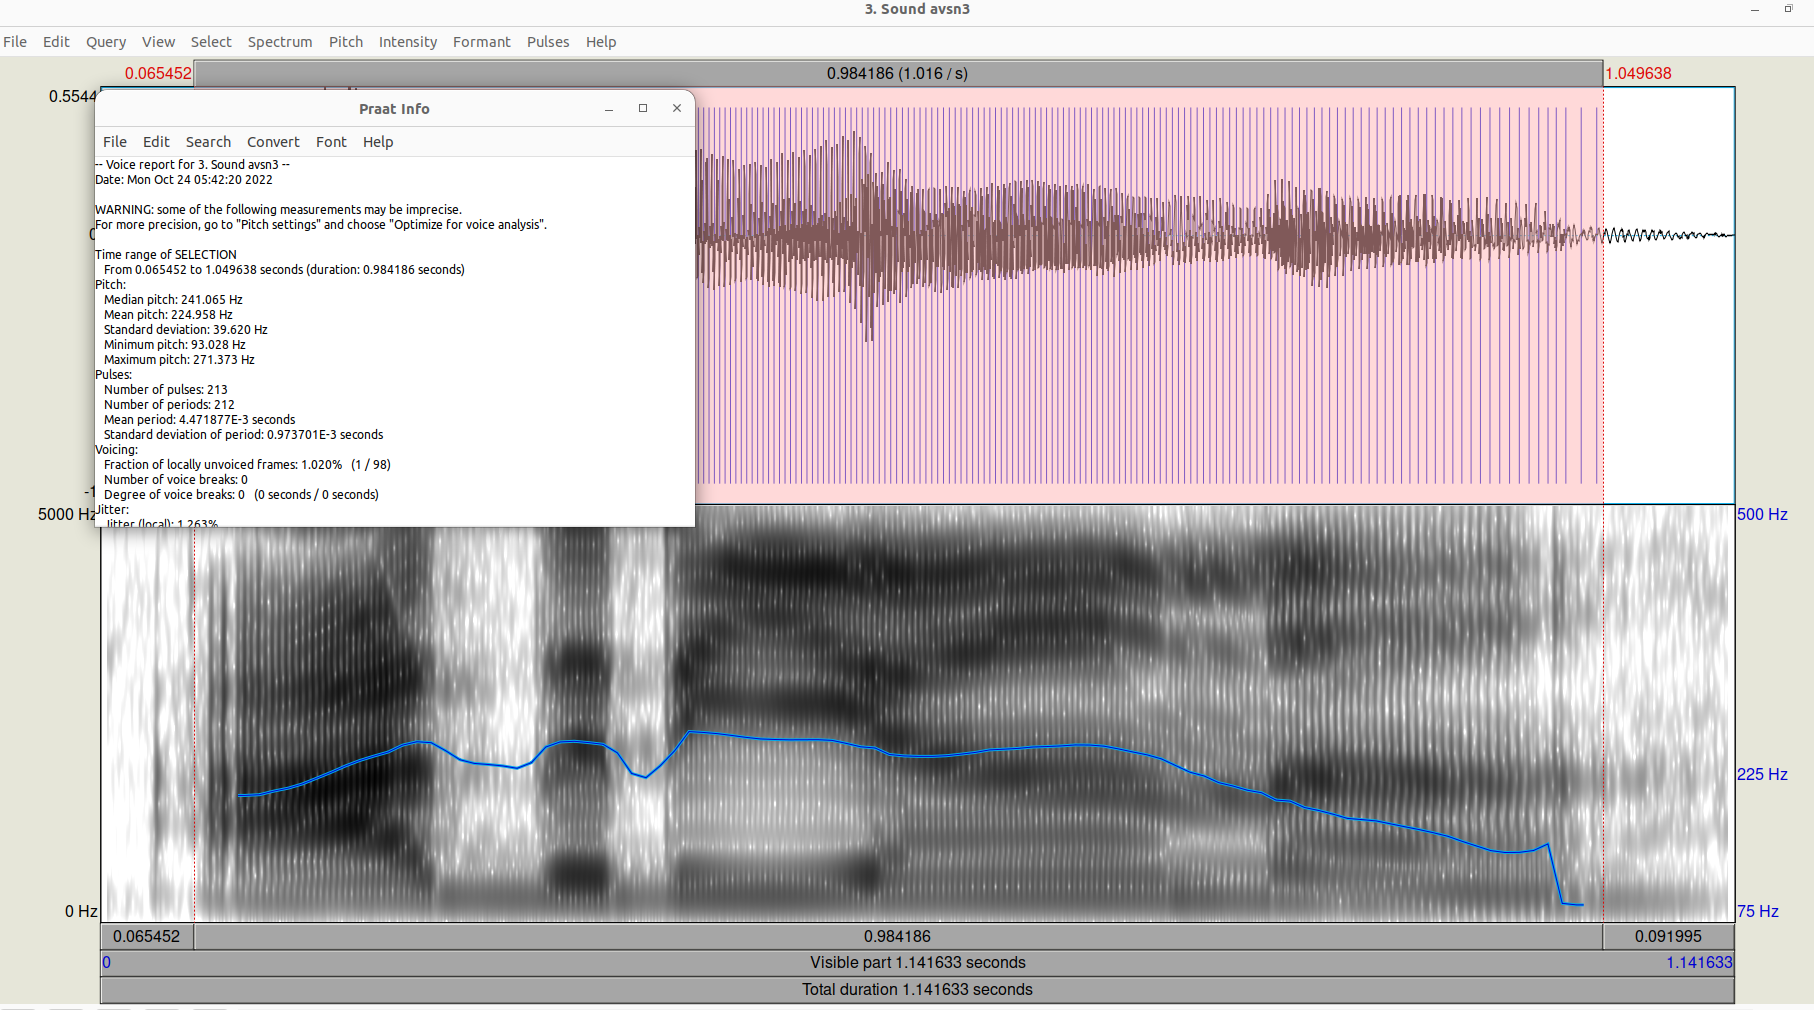 3. Sound avsn3
File Edit Query View Select Spectrum Pitch Intensity Formant Pulses Help
0.065452 0.984186 (1.016 / s) 1.049638
0.5544
Praat Info
File Edit Search Convert Font Help
-- Voice report for 3. Sound avsn3 --
Date: Mon Oct 24 05:42:20 2022
WARNING: some of the following measurements may be imprecise.
For more precision, go to "Pitch settings" and choose "Optimize for voice analysis".
Time range of SELECTION
From 0.065452 to 1.049638 seconds (duration: 0.984186 seconds)
Pitch:
Median pitch: 241.065 Hz
Mean pitch: 224.958 Hz
Standard deviation: 39.620 Hz
Minimum pitch: 93.028 Hz
Maximum pitch: 271.373 Hz
Pulses:
Number of pulses: 213
Number of periods: 212
Mean period: 4.471877E-3 seconds
Standard deviation of period: 0.973701E-3 seconds
Voicing:
Fraction of locally unvoiced frames: 1.020% (1 / 98)
Number of voice breaks: 0
Degree of voice breaks: 0 (0 seconds / 0 seconds)
Jitter:
Jitter (local): 1.263%
-1
5000 Hz 500 Hz
225 Hz
0 Hz 75 Hz
0.065452 0.984186 0.091995
0 Visible part 1.141633 seconds 1.141633
Total duration 1.141633 seconds